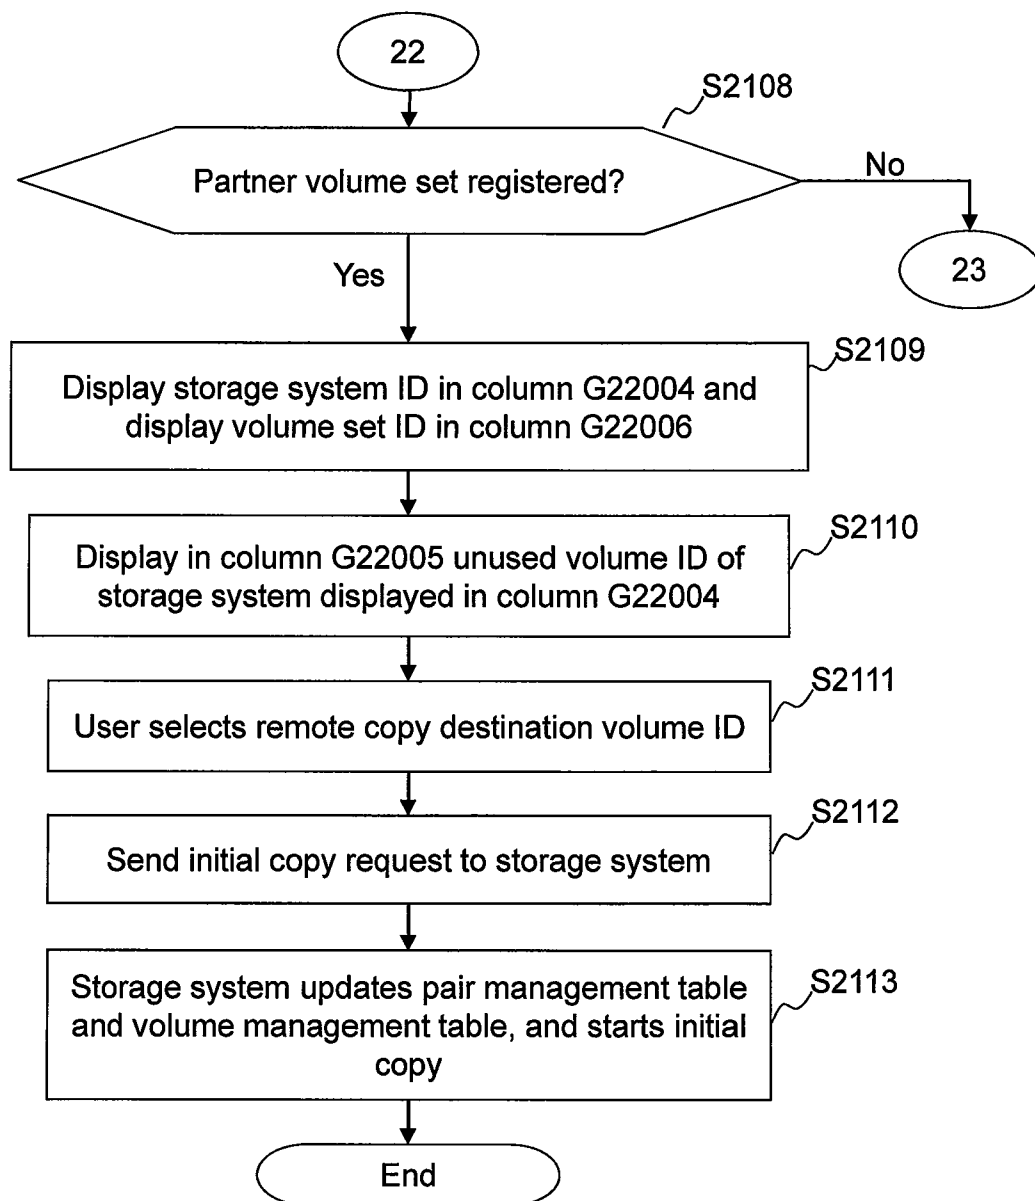 22
S2108
Partner volume set registered?
No
23
Yes
S2109
Display storage system ID in column G22004 and
display volume set ID in column G22006
S2110
Display in column G22005 unused volume ID of
storage system displayed in column G22004
S2111
User selects remote copy destination volume ID
S2112
Send initial copy request to storage system
S2113
Storage system updates pair management table
and volume management table, and starts initial
copy
End